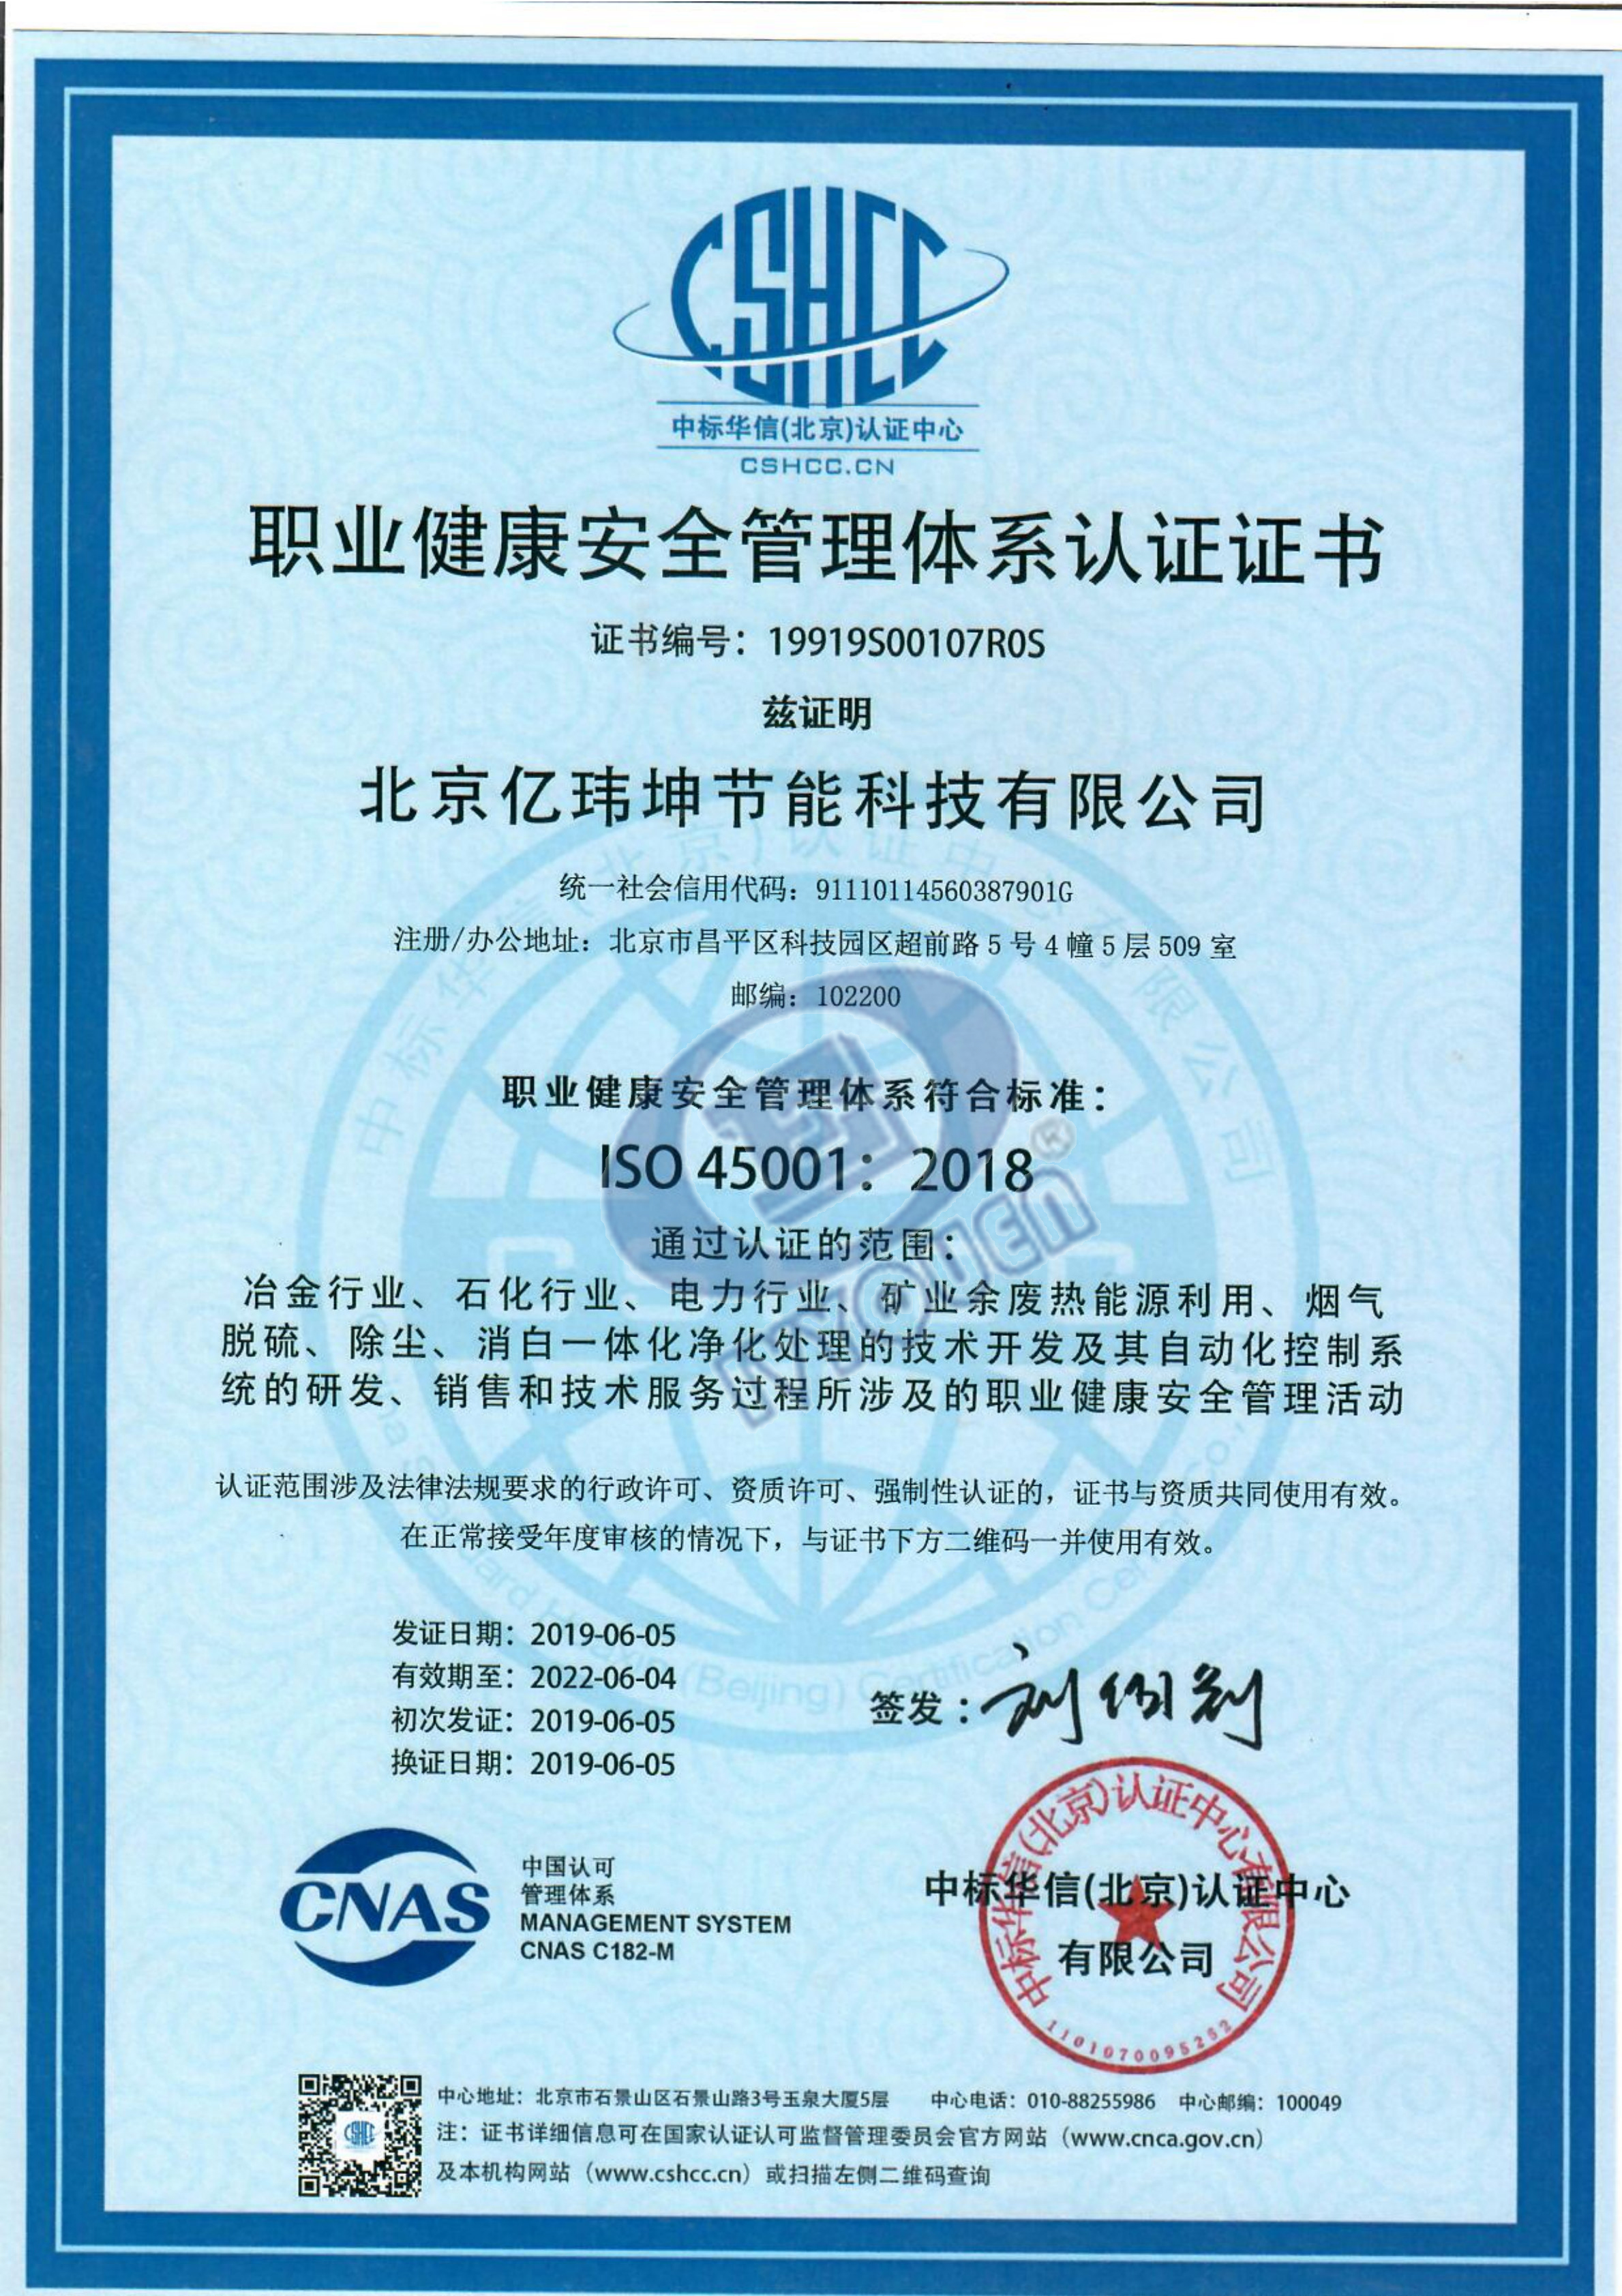 CSHCC
中标华信(北京)认证中心
CSHCC.CN
职业健康安全管理体系认证证书
证书编号：19919S00107R0S
兹证明
北京亿玮坤节能科技有限公司
统一社会信用代码：91110114560387901G
注册/办公地址：北京市昌平区科技园区超前路 5 号 4 幢 5 层 509 室
邮编：102200
职业健康安全管理体系符合标准：
ISO 45001：2018
通过认证的范围：
冶金行业、石化行业、电力行业、矿业余废热能源利用、烟气
脱硫、除尘、消白一体化净化处理的技术开发及其自动化控制系
统的研发、销售和技术服务过程所涉及的职业健康安全管理活动
认证范围涉及法律法规要求的行政许可、资质许可、强制性认证的，证书与资质共同使用有效。
在正常接受年度审核的情况下，与证书下方二维码一并使用有效。
发证日期：2019-06-05
有效期至：2022-06-04
初次发证：2019-06-05
换证日期：2019-06-05
签发：
CNAS
中国认可
管理体系
MANAGEMENT SYSTEM
CNAS C182-M
中标华信(北京)认证中心
有限公司
中标华信(北京)认证中心有限公司
1101070095252
中心地址：北京市石景山区石景山路3号玉泉大厦5层 中心电话：010-88255986 中心邮编：100049
注：证书详细信息可在国家认证认可监督管理委员会官方网站（www.cnca.gov.cn）
及本机构网站（www.cshcc.cn）或扫描左侧二维码查询
CSHCC